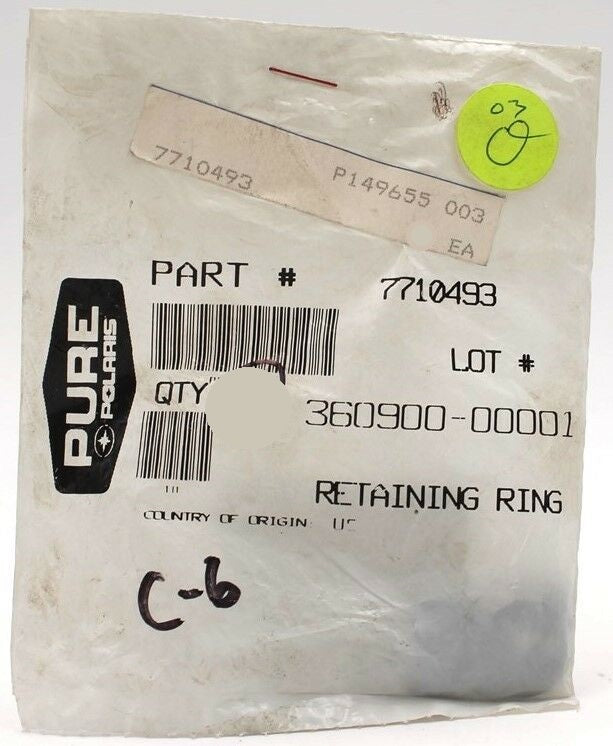 03
7710493 P149655 003
EA
PART # 7710493
LOT #
QTY
360900-00001
PURE
POLARIS
RETAINING RING
COUNTRY OF ORIGIN: US
C-6